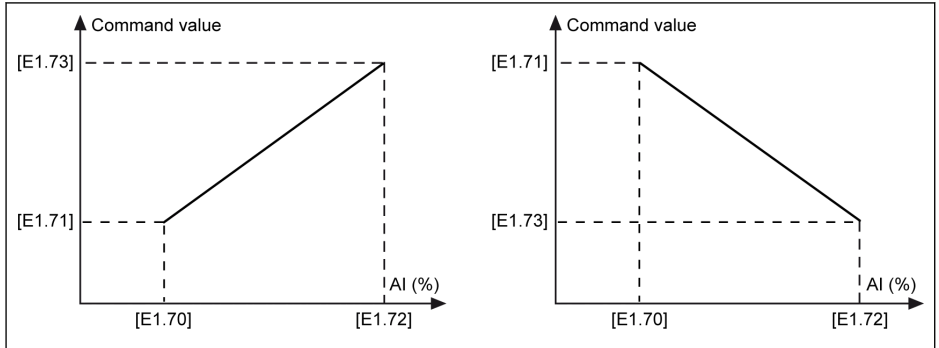 Command value
[E1.73]
[E1.71]
AI (%)
[E1.70] [E1.72]
Command value
[E1.71]
[E1.73]
AI (%)
[E1.70] [E1.72]